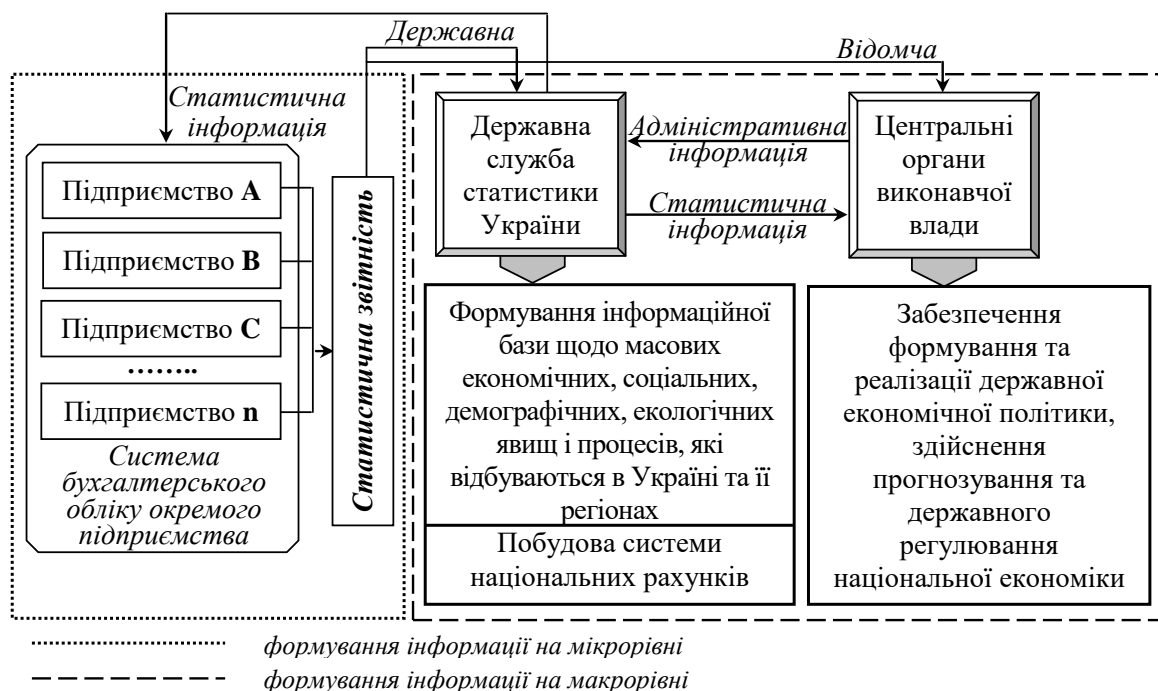 Державна
Відомча
Статистична
інформація
Підприємство A
Підприємство B
Підприємство C
……..
Підприємство n
Система
бухгалтерського
обліку окремого
підприємства
Статистична звітність
Державна
служба
статистики
України
Адміністративна
інформація
Статистична
інформація
Центральні
органи
виконавчої
влади
Формування інформаційної
бази щодо масових
економічних, соціальних,
демографічних, екологічних
явищ і процесів, які
відбуваються в Україні та її
регіонах
Побудова системи
національних рахунків
Забезпечення
формування та
реалізації державної
економічної політики,
здійснення
прогнозування та
державного
регулювання
національної економіки
формування інформації на мікрорівні
формування інформації на макрорівні